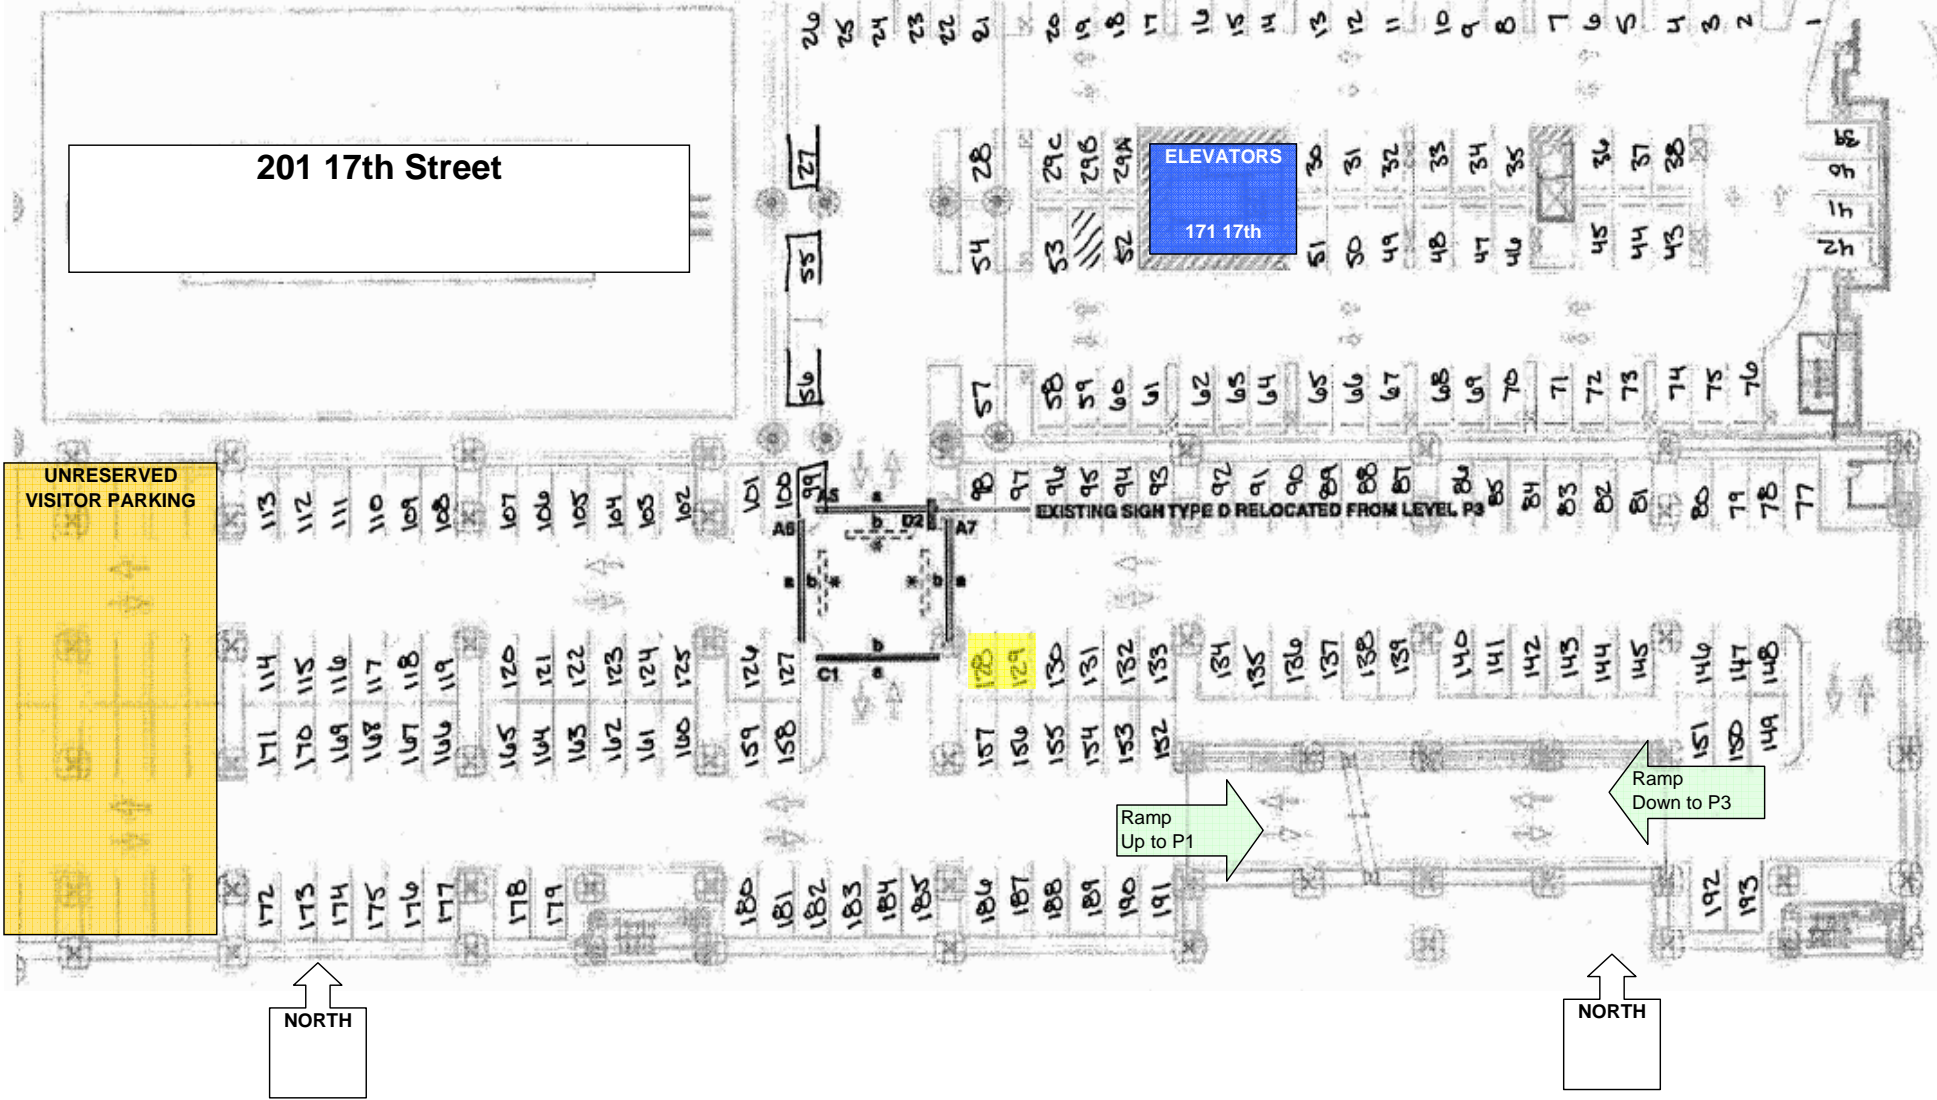 26 25 24 23 22 21 20 19 18 17 16 15 14 13 12 11 10 9 8 7 6 5 4 3 2 1
27 28 29C 29B 29A 30 31 32 33 34 35 36 37 38 39
201 17th Street
ELEVATORS
171 17th
40
41
42
55 54 53 52 51 50 49 48 47 46 45 44 43
56 57 58 59 60 61 62 63 64 65 66 67 68 69 70 71 72 73 74 75 76
UNRESERVED
VISITOR PARKING
113 112 111 110 109 108 107 106 105 104 103 102 101 100 99 98 97 96 95 94 93 92 91 90 89 88 87 86 85 84 83 82 81 80 79 78 77
A5 a
EXISTING SIGN TYPE D RELOCATED FROM LEVEL P3
A6 b D2 A7
*
a b * * b a
b
C1 a
114 115 116 117 118 119 120 121 122 123 124 125 126 127 128 129 130 131 132 133 134 135 136 137 138 139 140 141 142 143 144 145 146 147 148
171 170 169 168 167 166 165 164 163 162 161 160 159 158 157 156 155 154 153 152 151 150 149
Ramp
Down to P3
Ramp
Up to P1
172 173 174 175 176 177 178 179 180 181 182 183 184 185 186 187 188 189 190 191 192 193
NORTH
NORTH